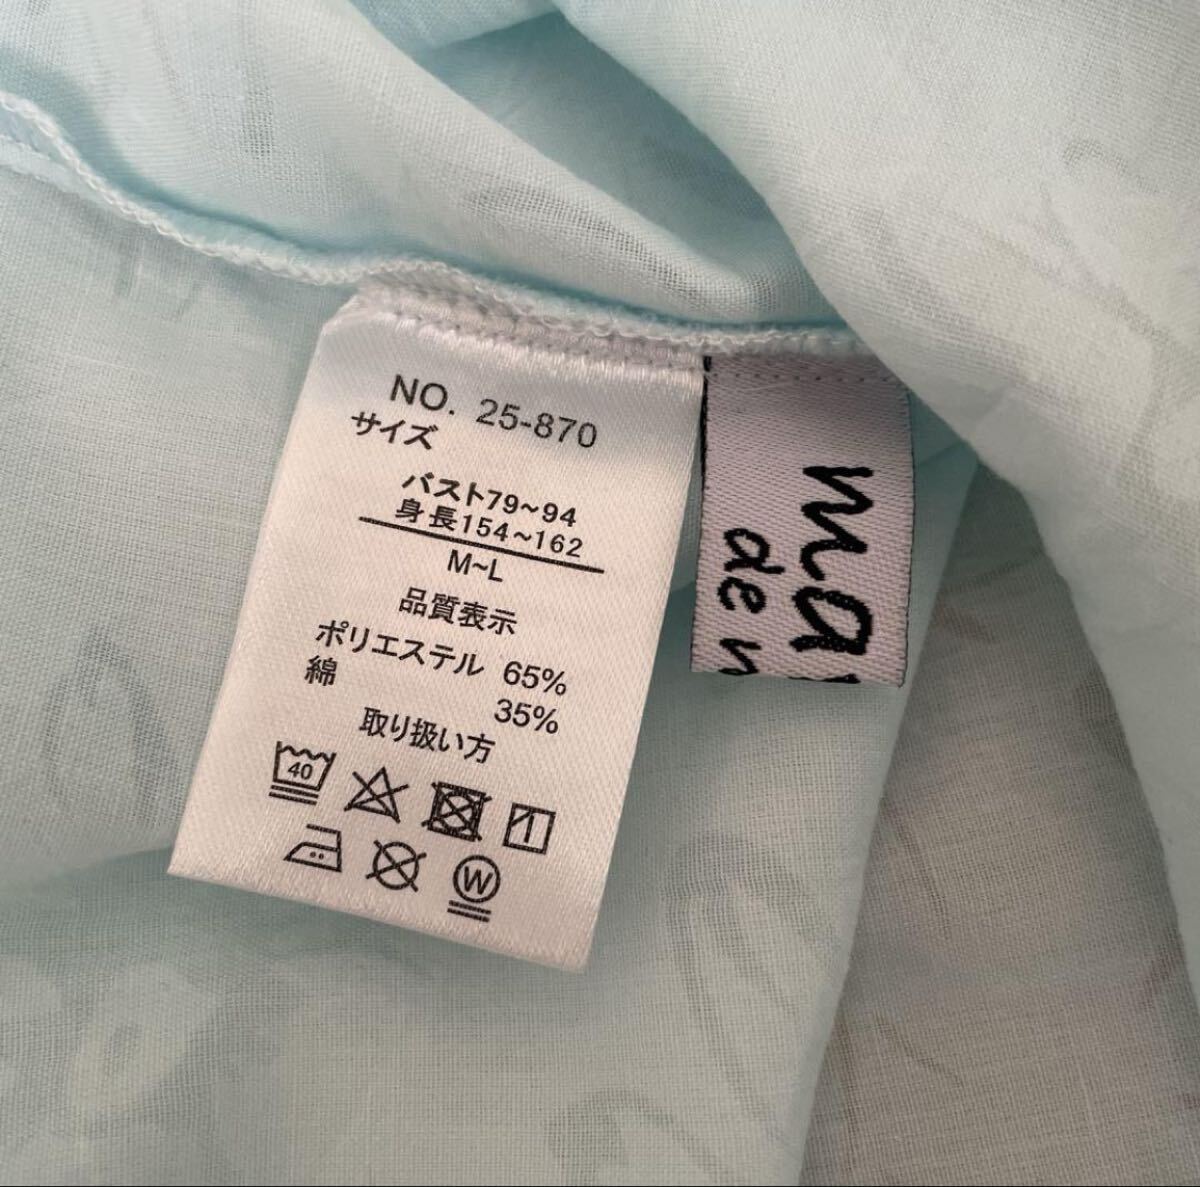 NO. 25-870
サイズ
バスト79~94
身長154~162
M~L
品質表示
ポリエステル 65%
綿 35%
取り扱い方
40
W
de